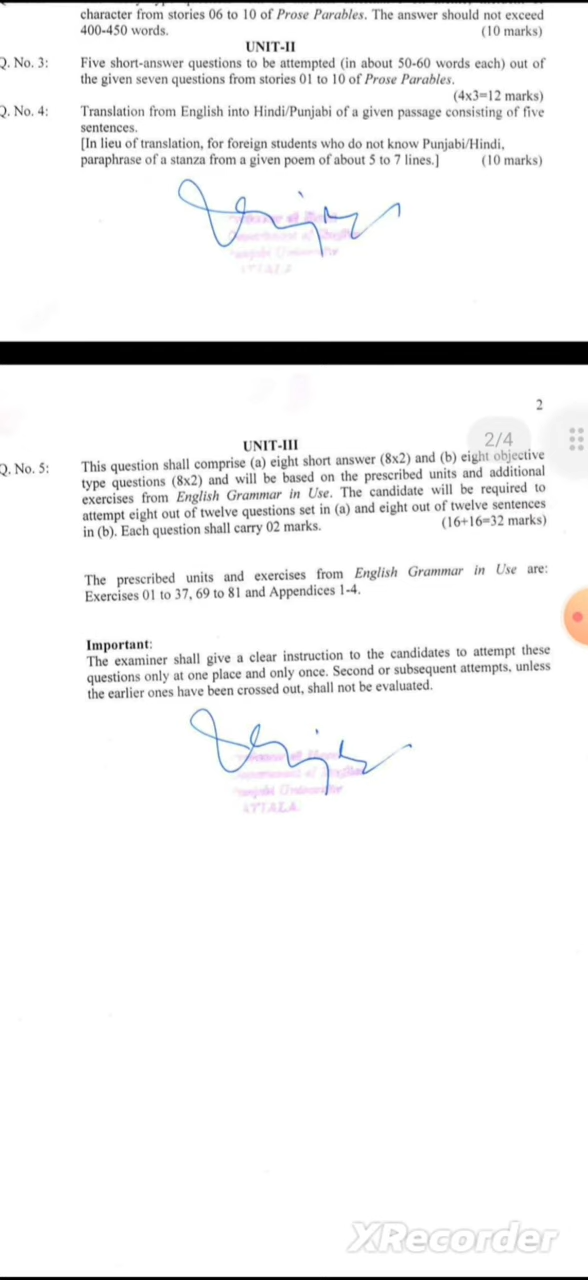 character from stories 06 to 10 of Prose Parables. The answer should not exceed
400-450 words. (10 marks)
UNIT-II
Q. No. 3: Five short-answer questions to be attempted (in about 50-60 words each) out of
the given seven questions from stories 01 to 10 of Prose Parables.
(4x3=12 marks)
Q. No. 4: Translation from English into Hindi/Punjabi of a given passage consisting of five
sentences.
[In lieu of translation, for foreign students who do not know Punjabi/Hindi,
paraphrase of a stanza from a given poem of about 5 to 7 lines.] (10 marks)
2
2/4
UNIT-III
Q. No. 5: This question shall comprise (a) eight short answer (8x2) and (b) eight objective
type questions (8x2) and will be based on the prescribed units and additional
exercises from English Grammar in Use. The candidate will be required to
attempt eight out of twelve questions set in (a) and eight out of twelve sentences
in (b). Each question shall carry 02 marks. (16+16=32 marks)
The prescribed units and exercises from English Grammar in Use are:
Exercises 01 to 37, 69 to 81 and Appendices 1-4.
Important:
The examiner shall give a clear instruction to the candidates to attempt these
questions only at one place and only once. Second or subsequent attempts, unless
the earlier ones have been crossed out, shall not be evaluated.
XRecorder